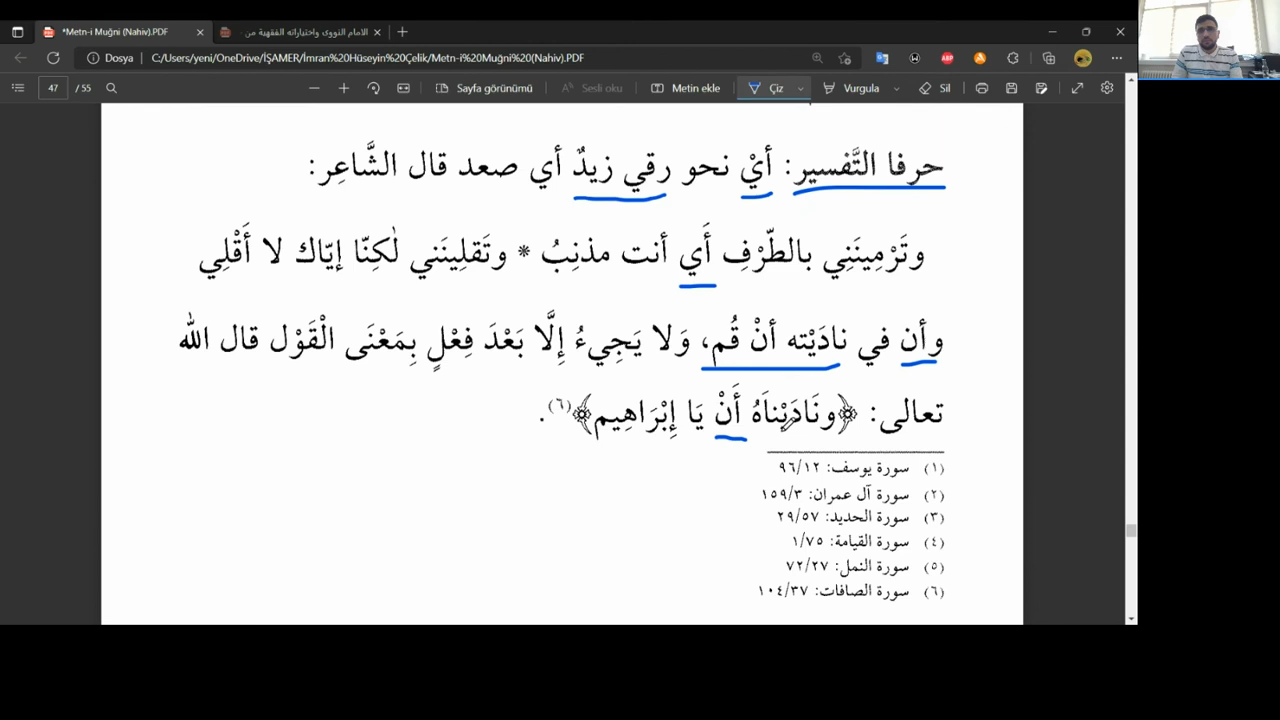 *Metn-i Muğni (Nahiv).PDF
الامام النووى واختياراته الفقهية من
Dosya
C:/Users/yeni/OneDrive/İŞAMER/İmran%20Hüseyin%20Çelik/Metn-i%20Muğni%20(Nahiv).PDF
47 / 55
Sayfa görünümü
Sesli oku
Metin ekle
Çiz
Vurgula
Sil
حرفا التَّفسير: أيْ نحو رقي زيدٌ أي صعد قال الشَّاعِر:
وتَرْمِينَنِي بالطّرْفِ أَي أنت مذنِبُ * وتَقلِينَني لٰكِنّا إيّاك لا أَقْلِي
وأن في نادَيْته أنْ قُم، وَلا يَجِيءُ إِلَّا بَعْدَ فِعْلٍ بِمَعْنَى الْقَوْل قال الله
تعالى: ﴿ونَادَيْناَهُ أَنْ يَا إِبْرَاهِيم﴾(٦).
(١) سورة يوسف: ٩٦/١٢
(٢) سورة آل عمران: ١٥٩/٣
(٣) سورة الحديد: ٢٩/٥٧
(٤) سورة القيامة: ١/٧٥
(٥) سورة النمل: ٧٢/٢٧
(٦) سورة الصافات: ١٠٤/٣٧